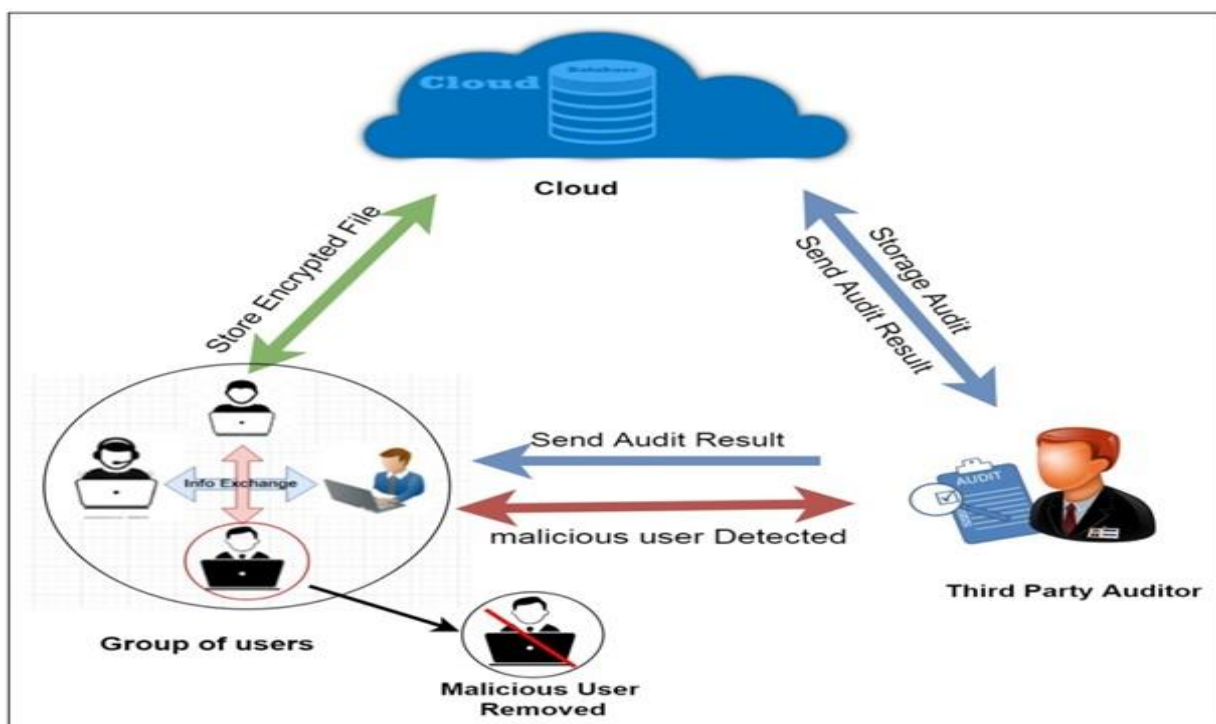 Database
Cloud
Cloud
Store Encrypted File
Storage Audit
Send Audit Result
Send Audit Result
Info Exchange
malicious user Detected
AUDIT
Third Party Auditor
Group of users
Malicious User
Removed